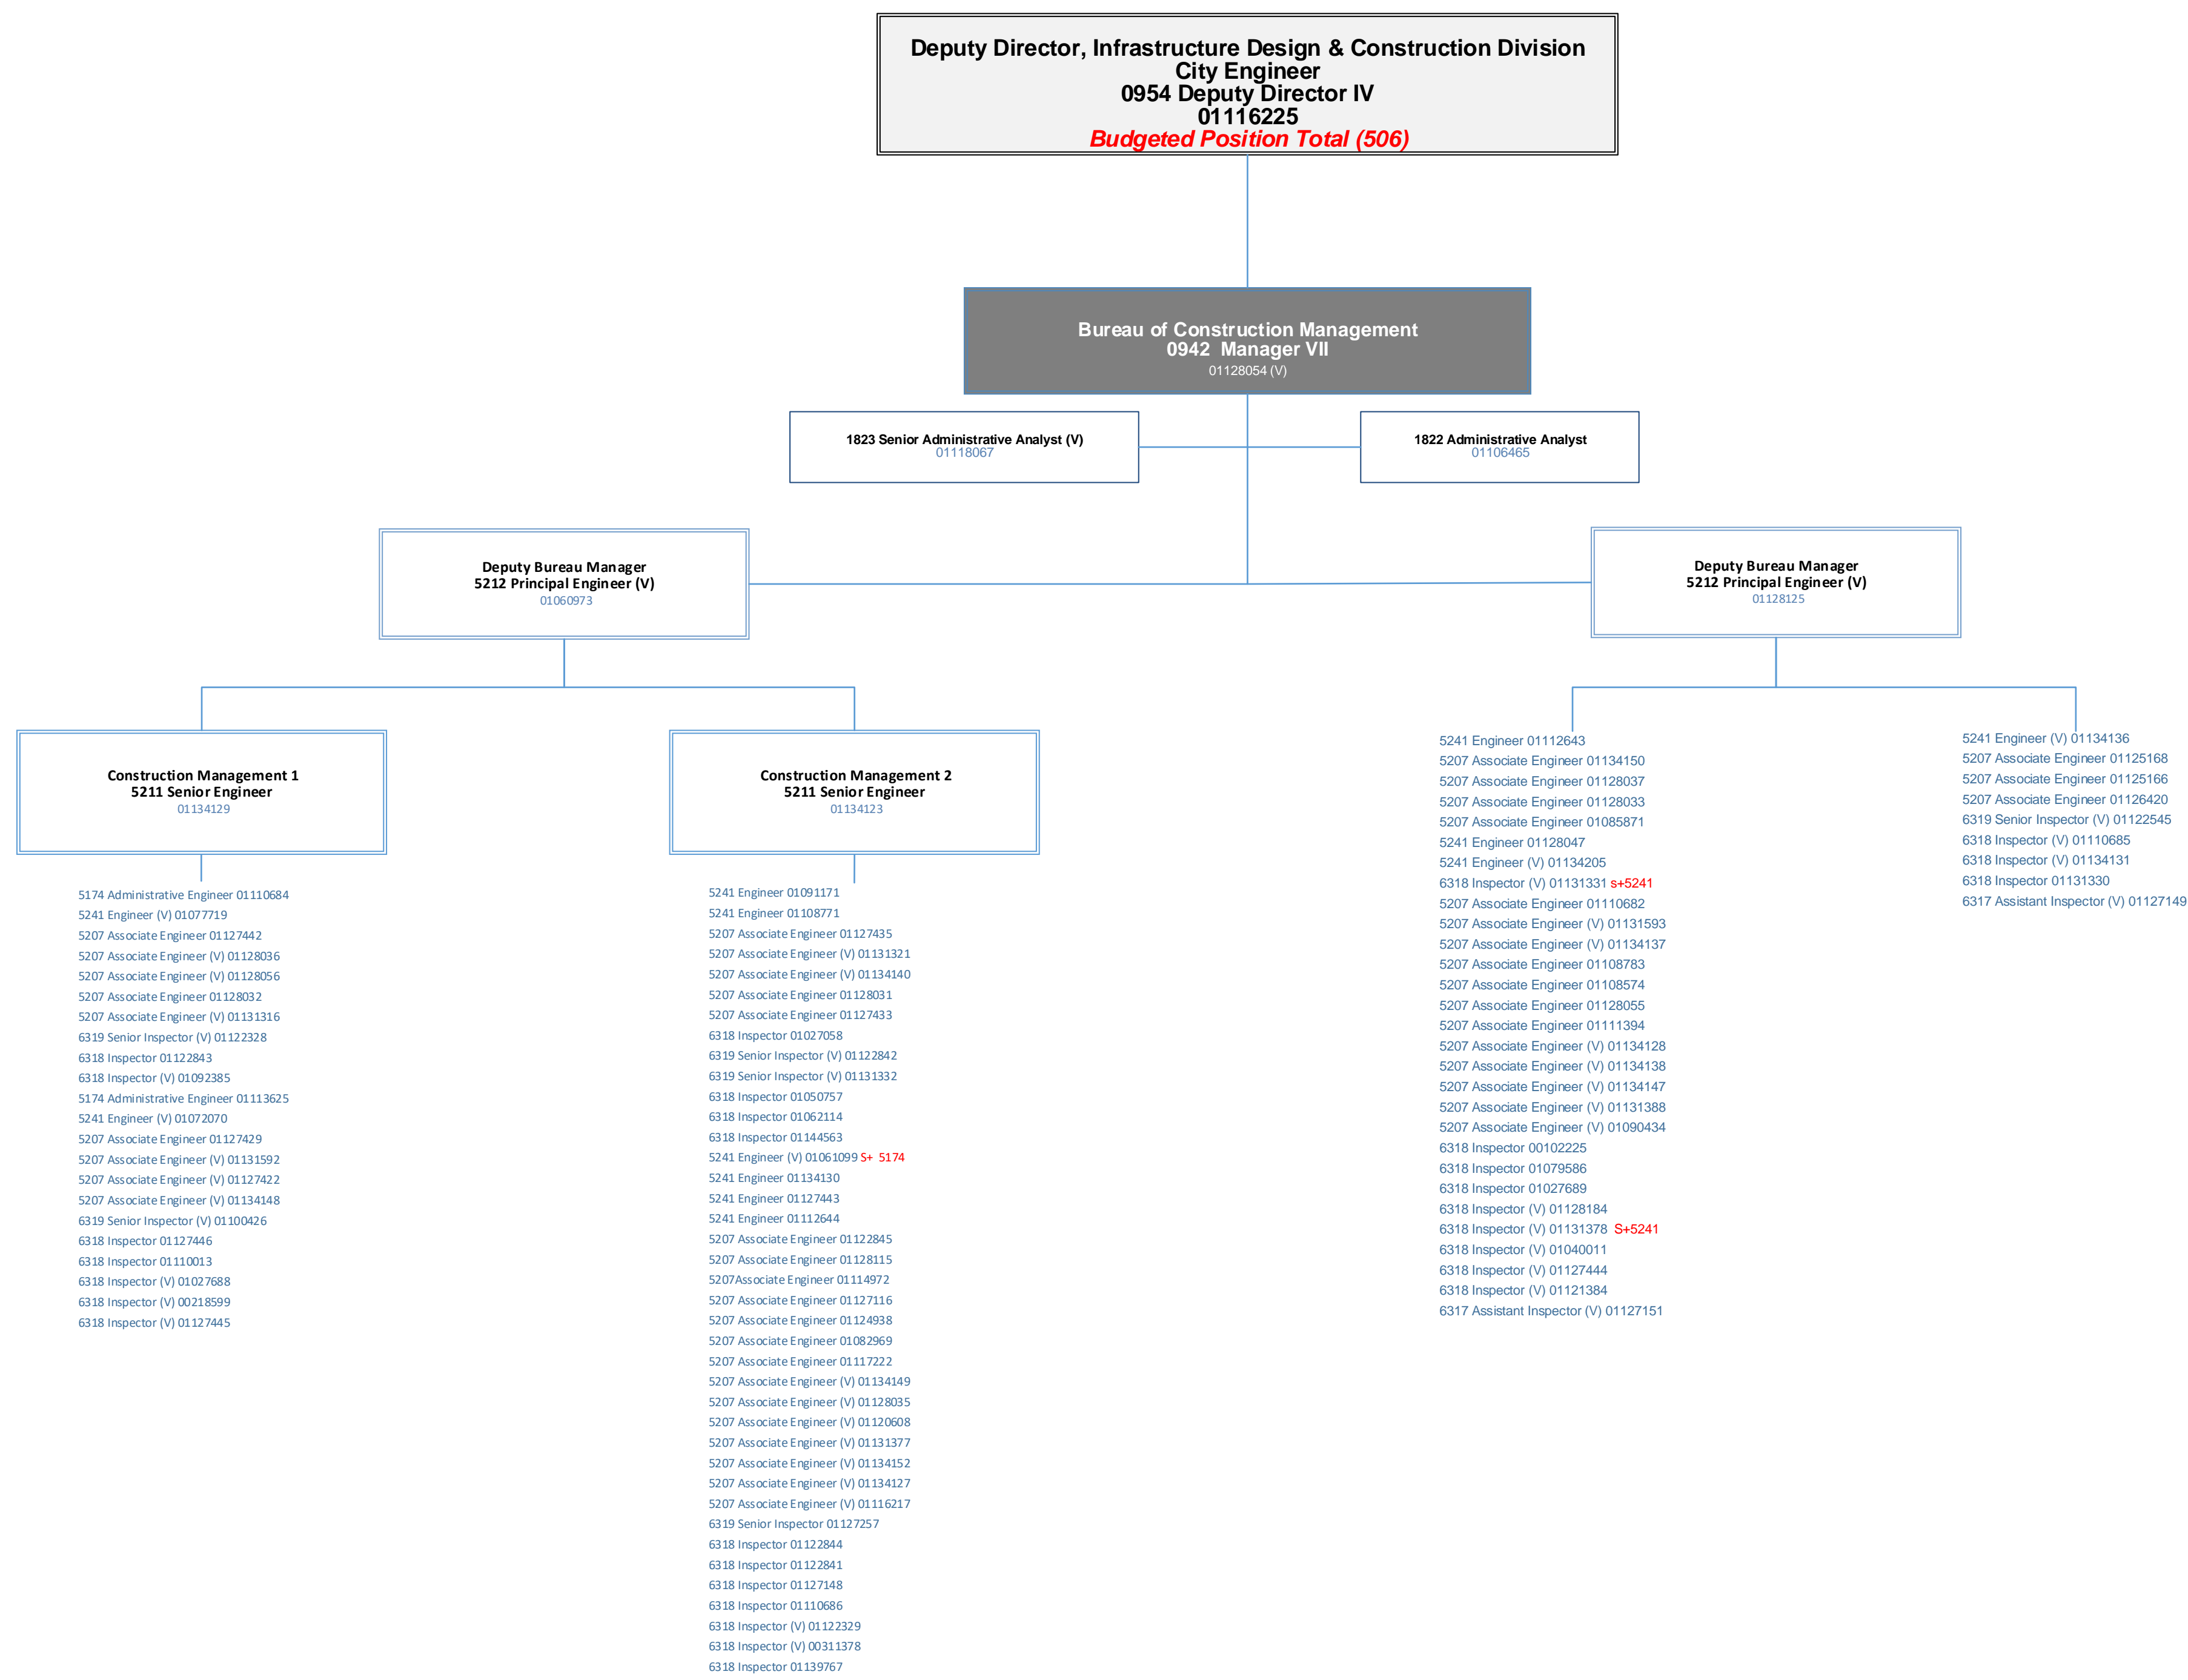 Deputy Director, Infrastructure Design & Construction Division
City Engineer
0954 Deputy Director IV
01116225
Budgeted Position Total (506)
Bureau of Construction Management
0942 Manager VII
01128054 (V)
1823 Senior Administrative Analyst (V)
01118067
1822 Administrative Analyst
01106465
Deputy Bureau Manager
5212 Principal Engineer (V)
01060973
Deputy Bureau Manager
5212 Principal Engineer (V)
01128125
Construction Management 1
5211 Senior Engineer
01134129
5174 Administrative Engineer 01110684
5241 Engineer (V) 01077719
5207 Associate Engineer 01127442
5207 Associate Engineer (V) 01128036
5207 Associate Engineer (V) 01128056
5207 Associate Engineer 01128032
5207 Associate Engineer (V) 01131316
6319 Senior Inspector (V) 01122328
6318 Inspector 01122843
6318 Inspector (V) 01092385
5174 Administrative Engineer 01113625
5241 Engineer (V) 01072070
5207 Associate Engineer 01127429
5207 Associate Engineer (V) 01131592
5207 Associate Engineer (V) 01127422
5207 Associate Engineer (V) 01134148
6319 Senior Inspector (V) 01100426
6318 Inspector 01127446
6318 Inspector 01110013
6318 Inspector (V) 01027688
6318 Inspector (V) 00218599
6318 Inspector (V) 01127445
Construction Management 2
5211 Senior Engineer
01134123
5241 Engineer 01091171
5241 Engineer 01108771
5207 Associate Engineer 01127435
5207 Associate Engineer (V) 01131321
5207 Associate Engineer (V) 01134140
5207 Associate Engineer 01128031
5207 Associate Engineer 01127433
6318 Inspector 01027058
6319 Senior Inspector (V) 01122842
6319 Senior Inspector (V) 01131332
6318 Inspector 01050757
6318 Inspector 01062114
6318 Inspector 01144563
5241 Engineer (V) 01061099 S+ 5174
5241 Engineer 01134130
5241 Engineer 01127443
5241 Engineer 01112644
5207 Associate Engineer 01122845
5207 Associate Engineer 01128115
5207Associate Engineer 01114972
5207 Associate Engineer 01127116
5207 Associate Engineer 01124938
5207 Associate Engineer 01082969
5207 Associate Engineer 01117222
5207 Associate Engineer (V) 01134149
5207 Associate Engineer (V) 01128035
5207 Associate Engineer (V) 01120608
5207 Associate Engineer (V) 01131377
5207 Associate Engineer (V) 01134152
5207 Associate Engineer (V) 01134127
5207 Associate Engineer (V) 01116217
6319 Senior Inspector 01127257
6318 Inspector 01122844
6318 Inspector 01122841
6318 Inspector 01127148
6318 Inspector 01110686
6318 Inspector (V) 01122329
6318 Inspector (V) 00311378
6318 Inspector 01139767
5241 Engineer 01112643
5207 Associate Engineer 01134150
5207 Associate Engineer 01128037
5207 Associate Engineer 01128033
5207 Associate Engineer 01085871
5241 Engineer 01128047
5241 Engineer (V) 01134205
6318 Inspector (V) 01131331 s+5241
5207 Associate Engineer 01110682
5207 Associate Engineer (V) 01131593
5207 Associate Engineer (V) 01134137
5207 Associate Engineer 01108783
5207 Associate Engineer 01108574
5207 Associate Engineer 01128055
5207 Associate Engineer 01111394
5207 Associate Engineer (V) 01134128
5207 Associate Engineer (V) 01134138
5207 Associate Engineer (V) 01134147
5207 Associate Engineer (V) 01131388
5207 Associate Engineer (V) 01090434
6318 Inspector 00102225
6318 Inspector 01079586
6318 Inspector 01027689
6318 Inspector (V) 01128184
6318 Inspector (V) 01131378 S+5241
6318 Inspector (V) 01040011
6318 Inspector (V) 01127444
6318 Inspector (V) 01121384
6317 Assistant Inspector (V) 01127151
5241 Engineer (V) 01134136
5207 Associate Engineer 01125168
5207 Associate Engineer 01125166
5207 Associate Engineer 01126420
6319 Senior Inspector (V) 01122545
6318 Inspector (V) 01110685
6318 Inspector (V) 01134131
6318 Inspector 01131330
6317 Assistant Inspector (V) 01127149